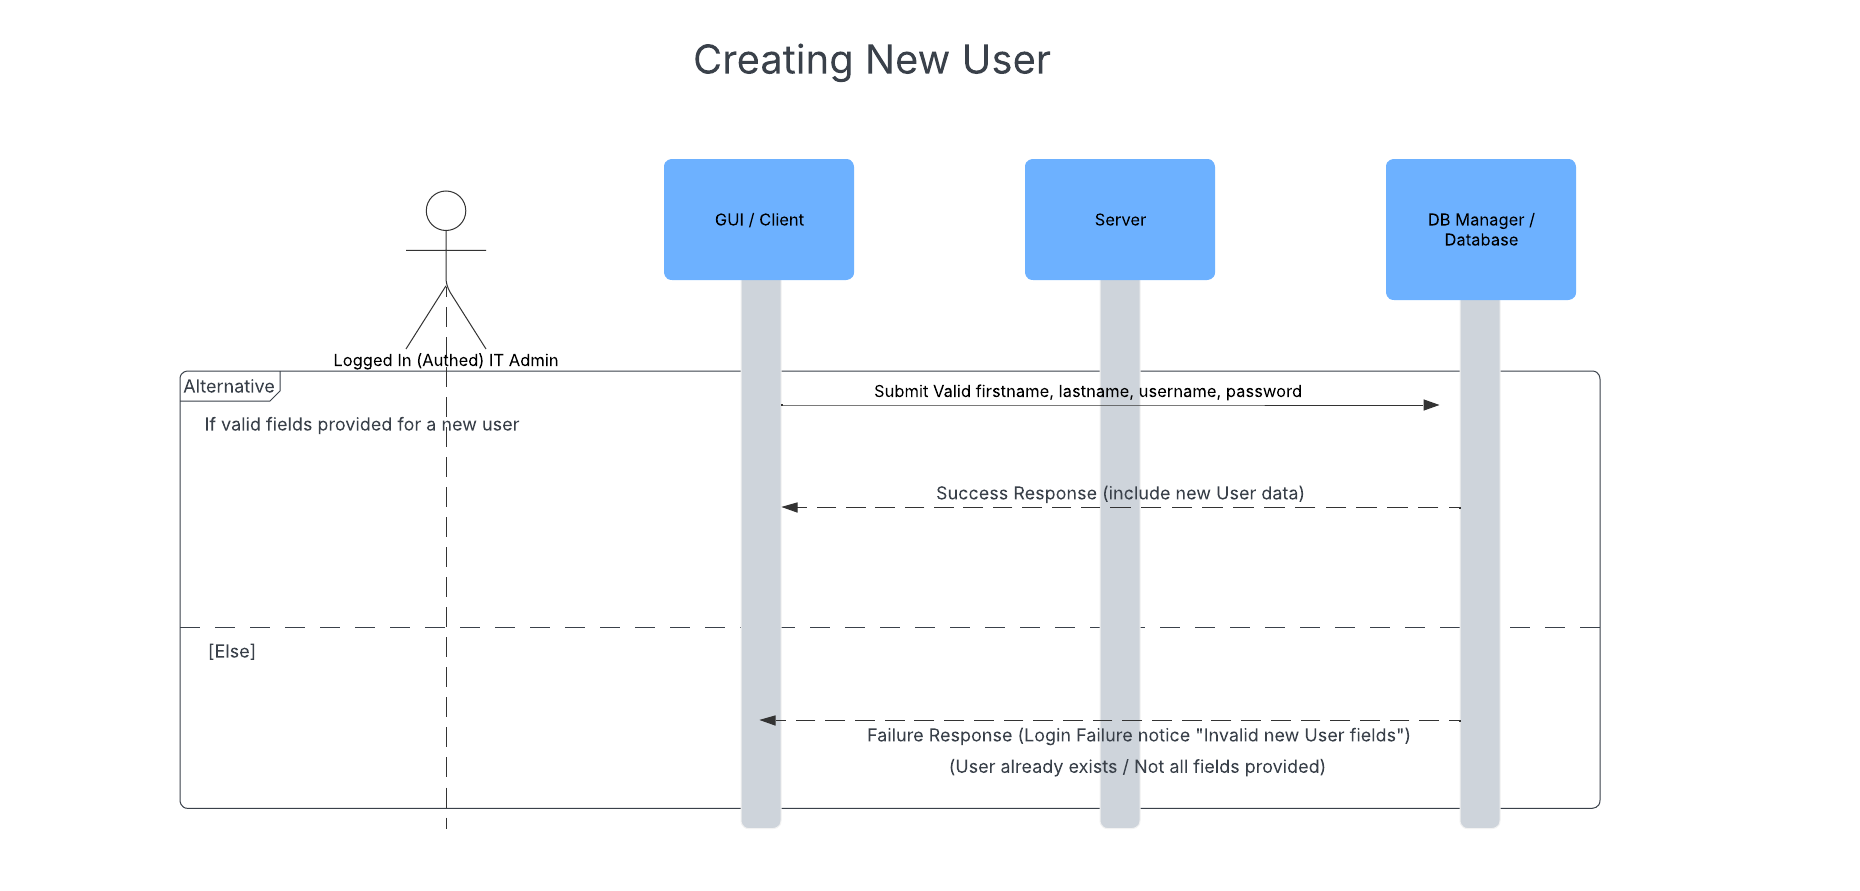 Creating New User
GUI / Client
Server
DB Manager /
Database
Logged In (Authed) IT Admin
Alternative
Submit Valid firstname, lastname, username, password
If valid fields provided for a new user
Success Response (include new User data)
[Else]
Failure Response (Login Failure notice "Invalid new User fields")
(User already exists / Not all fields provided)